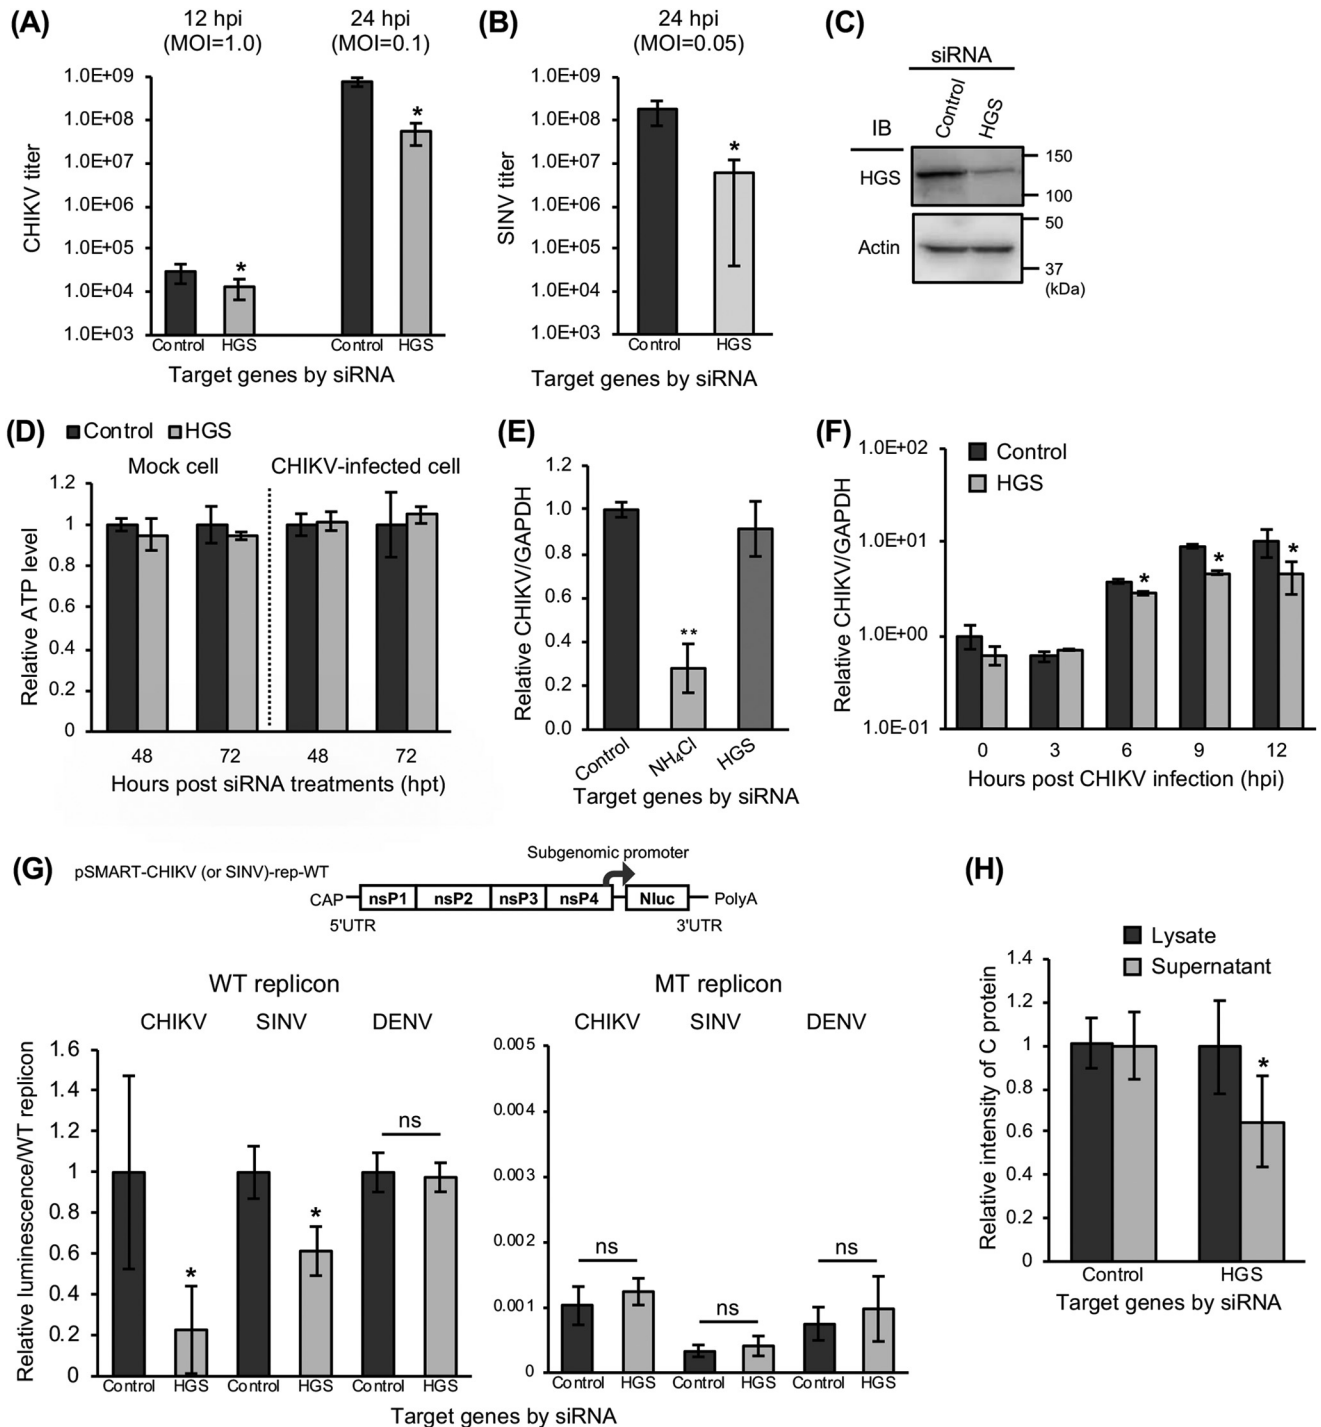 (A)
12 hpi
(MOI=1.0)
24 hpi
(MOI=0.1)
CHIKV titer
1.0E+09
1.0E+08
1.0E+07
1.0E+06
1.0E+05
1.0E+04
1.0E+03
*
*
Control HGS Control HGS
Target genes by siRNA
(B)
24 hpi
(MOI=0.05)
SINV titer
1.0E+09
1.0E+08
1.0E+07
1.0E+06
1.0E+05
1.0E+04
1.0E+03
*
Control HGS
Target genes by siRNA
(C)
siRNA
IB
Control
HGS
HGS
150
100
Actin
50
37
(kDa)
(D)
Control HGS
Mock cell CHIKV-infected cell
Relative ATP level
1.2
1
0.8
0.6
0.4
0.2
0
48 72 48 72
Hours post siRNA treatments (hpt)
(E)
Relative CHIKV/GAPDH
1.2
1.0
0.8
0.6
0.4
0.2
0.0
**
Control
NH₄Cl
HGS
Target genes by siRNA
(F)
Control
HGS
Relative CHIKV/GAPDH
1.0E+02
1.0E+01
1.0E+00
1.0E-01
* * *
0 3 6 9 12
Hours post CHIKV infection (hpi)
(G)
Subgenomic promoter
pSMART-CHIKV (or SINV)-rep-WT
CAP nsP1 nsP2 nsP3 nsP4 Nluc PolyA
5'UTR 3'UTR
WT replicon
CHIKV SINV DENV
Relative luminescence/WT replicon
1.6
1.4
1.2
1
0.8
0.6
0.4
0.2
0
*
*
ns
Control HGS Control HGS Control HGS
MT replicon
CHIKV SINV DENV
0.005
0.004
0.003
0.002
0.001
0
ns
ns
ns
Control HGS Control HGS Control HGS
Target genes by siRNA
(H)
Lysate
Supernatant
Relative intensity of C protein
1.4
1.2
1
0.8
0.6
0.4
0.2
0
*
Control HGS
Target genes by siRNA